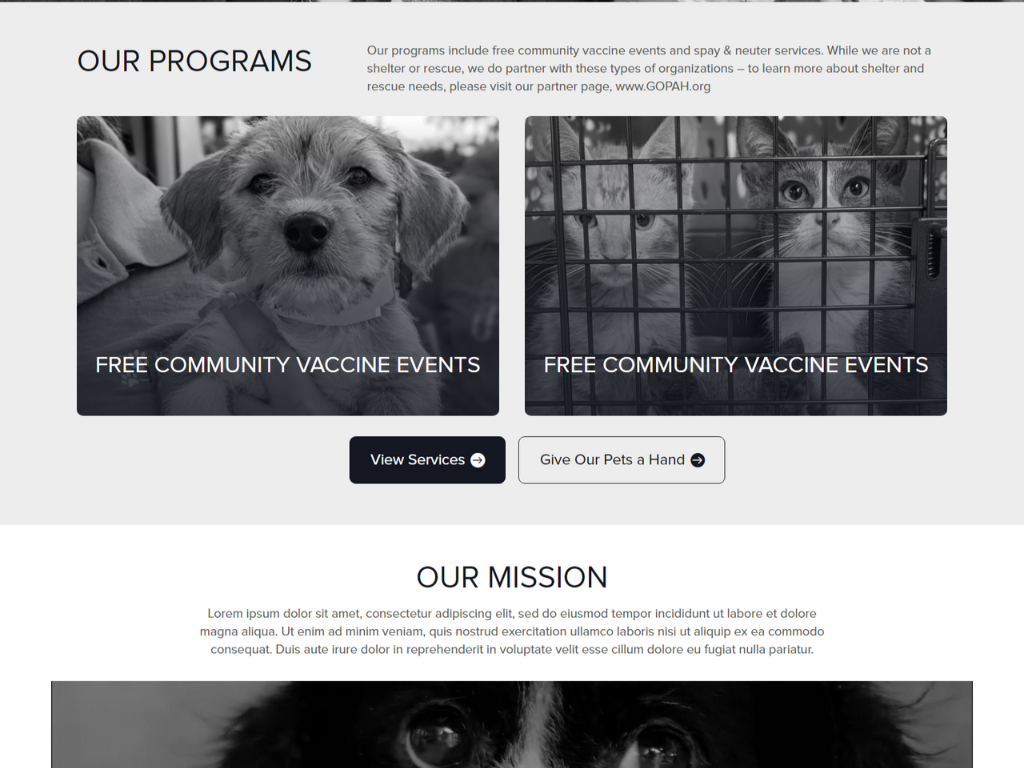 OUR PROGRAMS
Our programs include free community vaccine events and spay & neuter services. While we are not a
shelter or rescue, we do partner with these types of organizations – to learn more about shelter and
rescue needs, please visit our partner page, www.GOPAH.org
FREE COMMUNITY VACCINE EVENTS
FREE COMMUNITY VACCINE EVENTS
View Services
Give Our Pets a Hand
OUR MISSION
Lorem ipsum dolor sit amet, consectetur adipiscing elit, sed do eiusmod tempor incididunt ut labore et dolore
magna aliqua. Ut enim ad minim veniam, quis nostrud exercitation ullamco laboris nisi ut aliquip ex ea commodo
consequat. Duis aute irure dolor in reprehenderit in voluptate velit esse cillum dolore eu fugiat nulla pariatur.